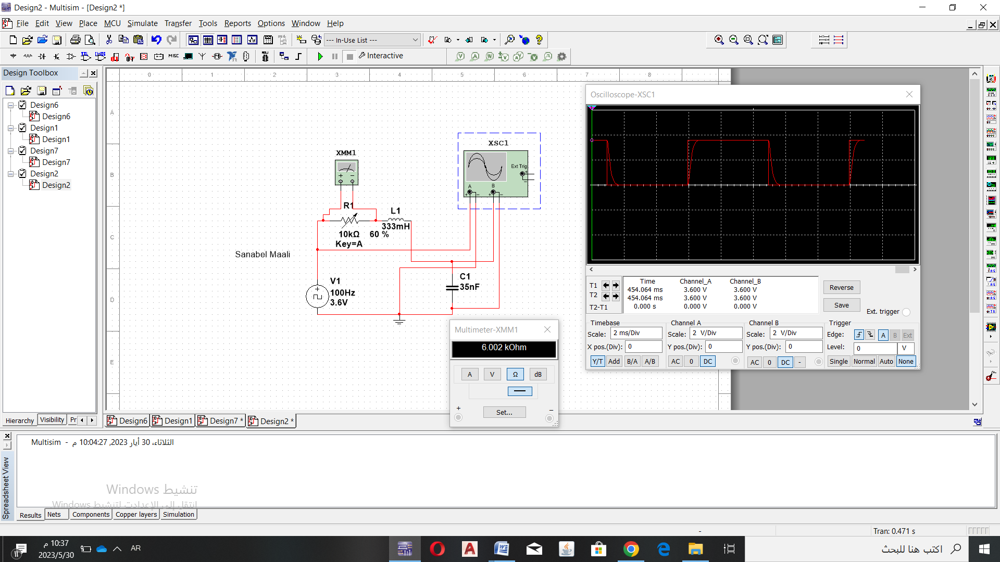 Design2 - Multisim - [Design2 *]
File Edit View Place MCU Simulate Transfer Tools Reports Options Window Help
--- In-Use List ---
Interactive
Design Toolbox
Design6
Design6
Design1
Design1
Design7
Design7
Design2
Design2
Hierarchy Visibility Pr
0 1 2 3 4 5 6 7 8
A
B
C
D
E
XMM1
R1
10kΩ 60 %
Key=A
L1
333mH
XSC1
Ext Trig
A B
Sanabel Maali
V1
100Hz
3.6V
C1
35nF
Oscilloscope-XSC1
T1
T2
T2-T1
Time Channel_A Channel_B
454.064 ms 3.600 V 3.600 V
454.064 ms 3.600 V 3.600 V
0.000 s 0.000 V 0.000 V
Reverse
Save
Ext. trigger
Timebase
Scale: 2 ms/Div
X pos.(Div): 0
Y/T Add B/A A/B
Channel A
Scale: 2 V/Div
Y pos.(Div): 0
AC 0 DC
Channel B
Scale: 2 V/Div
Y pos.(Div): 0
AC 0 DC -
Trigger
Edge: A B Ext
Level: 0 V
Single Normal Auto None
Multimeter-XMM1
6.002 kOhm
A V Ω dB
+ Set... -
Design6 Design1 Design7 * Design2 *
Spreadsheet View
Multisim - الثلاثاء، 30 أيار 2023, 10:04:27 م
تنشيط Windows
انتقل إلى الإعدادت لتنشيط Windows
Results Nets Components Copper layers Simulation
- Tran: 0.471 s
10:37 م
2023/5/30
AR
اكتب هنا للبحث